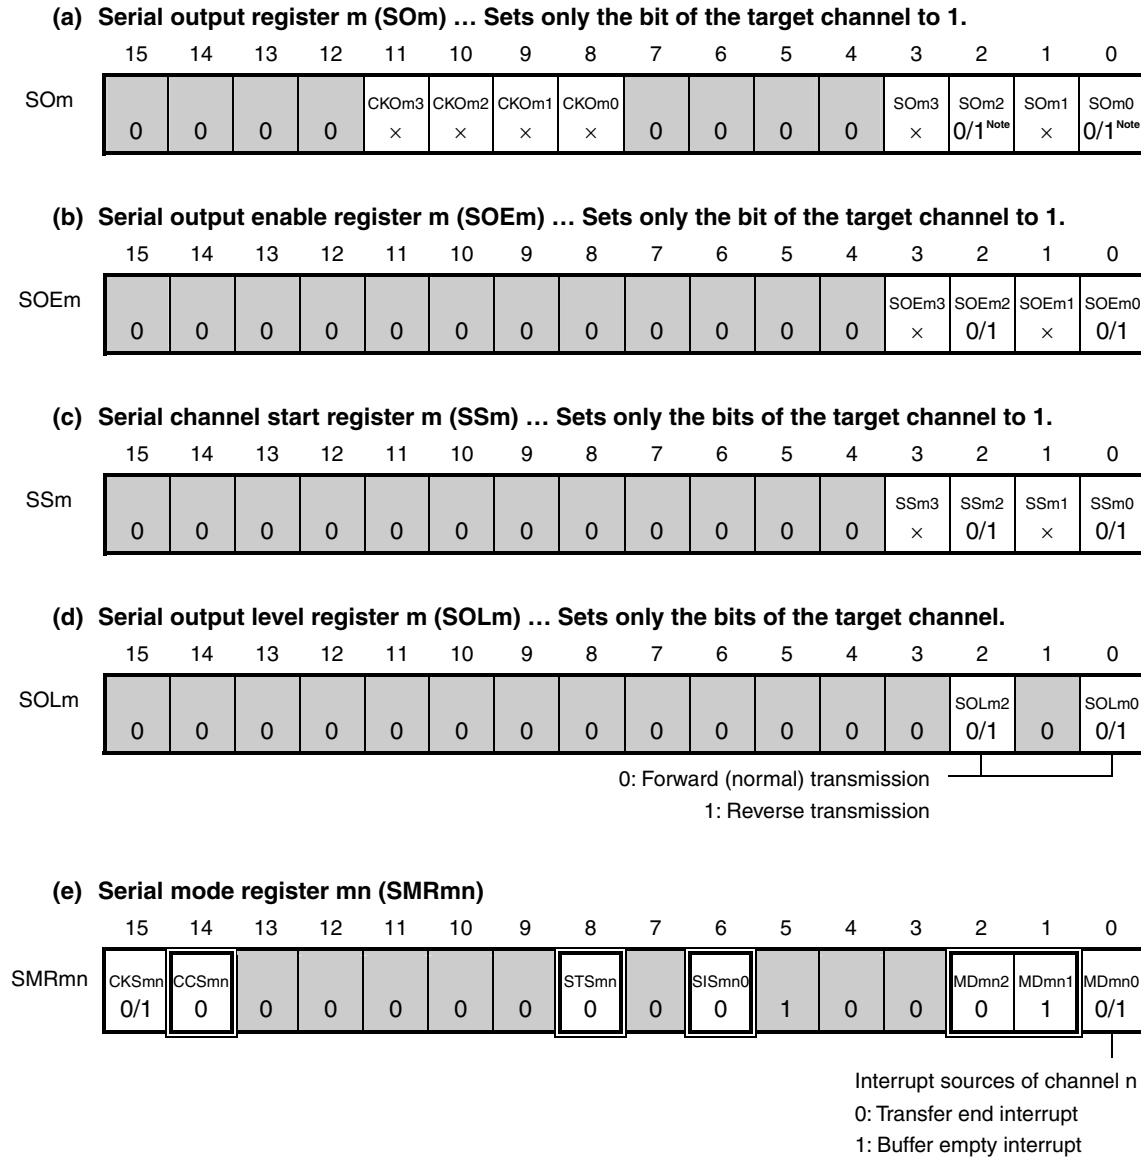 (a) Serial output register m (SOm) … Sets only the bit of the target channel to 1.
15 14 13 12 11 10 9 8 7 6 5 4 3 2 1 0
SOm
CKOm3 CKOm2 CKOm1 CKOm0 SOm3 SOm2 SOm1 SOm0
0 0 0 0 × × × × 0 0 0 0 × 0/1Note × 0/1Note
(b) Serial output enable register m (SOEm) … Sets only the bit of the target channel to 1.
15 14 13 12 11 10 9 8 7 6 5 4 3 2 1 0
SOEm
SOEm3 SOEm2 SOEm1 SOEm0
0 0 0 0 0 0 0 0 0 0 0 0 × 0/1 × 0/1
(c) Serial channel start register m (SSm) … Sets only the bits of the target channel to 1.
15 14 13 12 11 10 9 8 7 6 5 4 3 2 1 0
SSm
SSm3 SSm2 SSm1 SSm0
0 0 0 0 0 0 0 0 0 0 0 0 × 0/1 × 0/1
(d) Serial output level register m (SOLm) … Sets only the bits of the target channel.
15 14 13 12 11 10 9 8 7 6 5 4 3 2 1 0
SOLm
SOLm2 SOLm0
0 0 0 0 0 0 0 0 0 0 0 0 0 0/1 0 0/1
0: Forward (normal) transmission
1: Reverse transmission
(e) Serial mode register mn (SMRmn)
15 14 13 12 11 10 9 8 7 6 5 4 3 2 1 0
SMRmn
CKSmn CCSmn STSmn SISmn0 MDmn2 MDmn1 MDmn0
0/1 0 0 0 0 0 0 0 0 0 1 0 0 0 1 0/1
Interrupt sources of channel n
0: Transfer end interrupt
1: Buffer empty interrupt